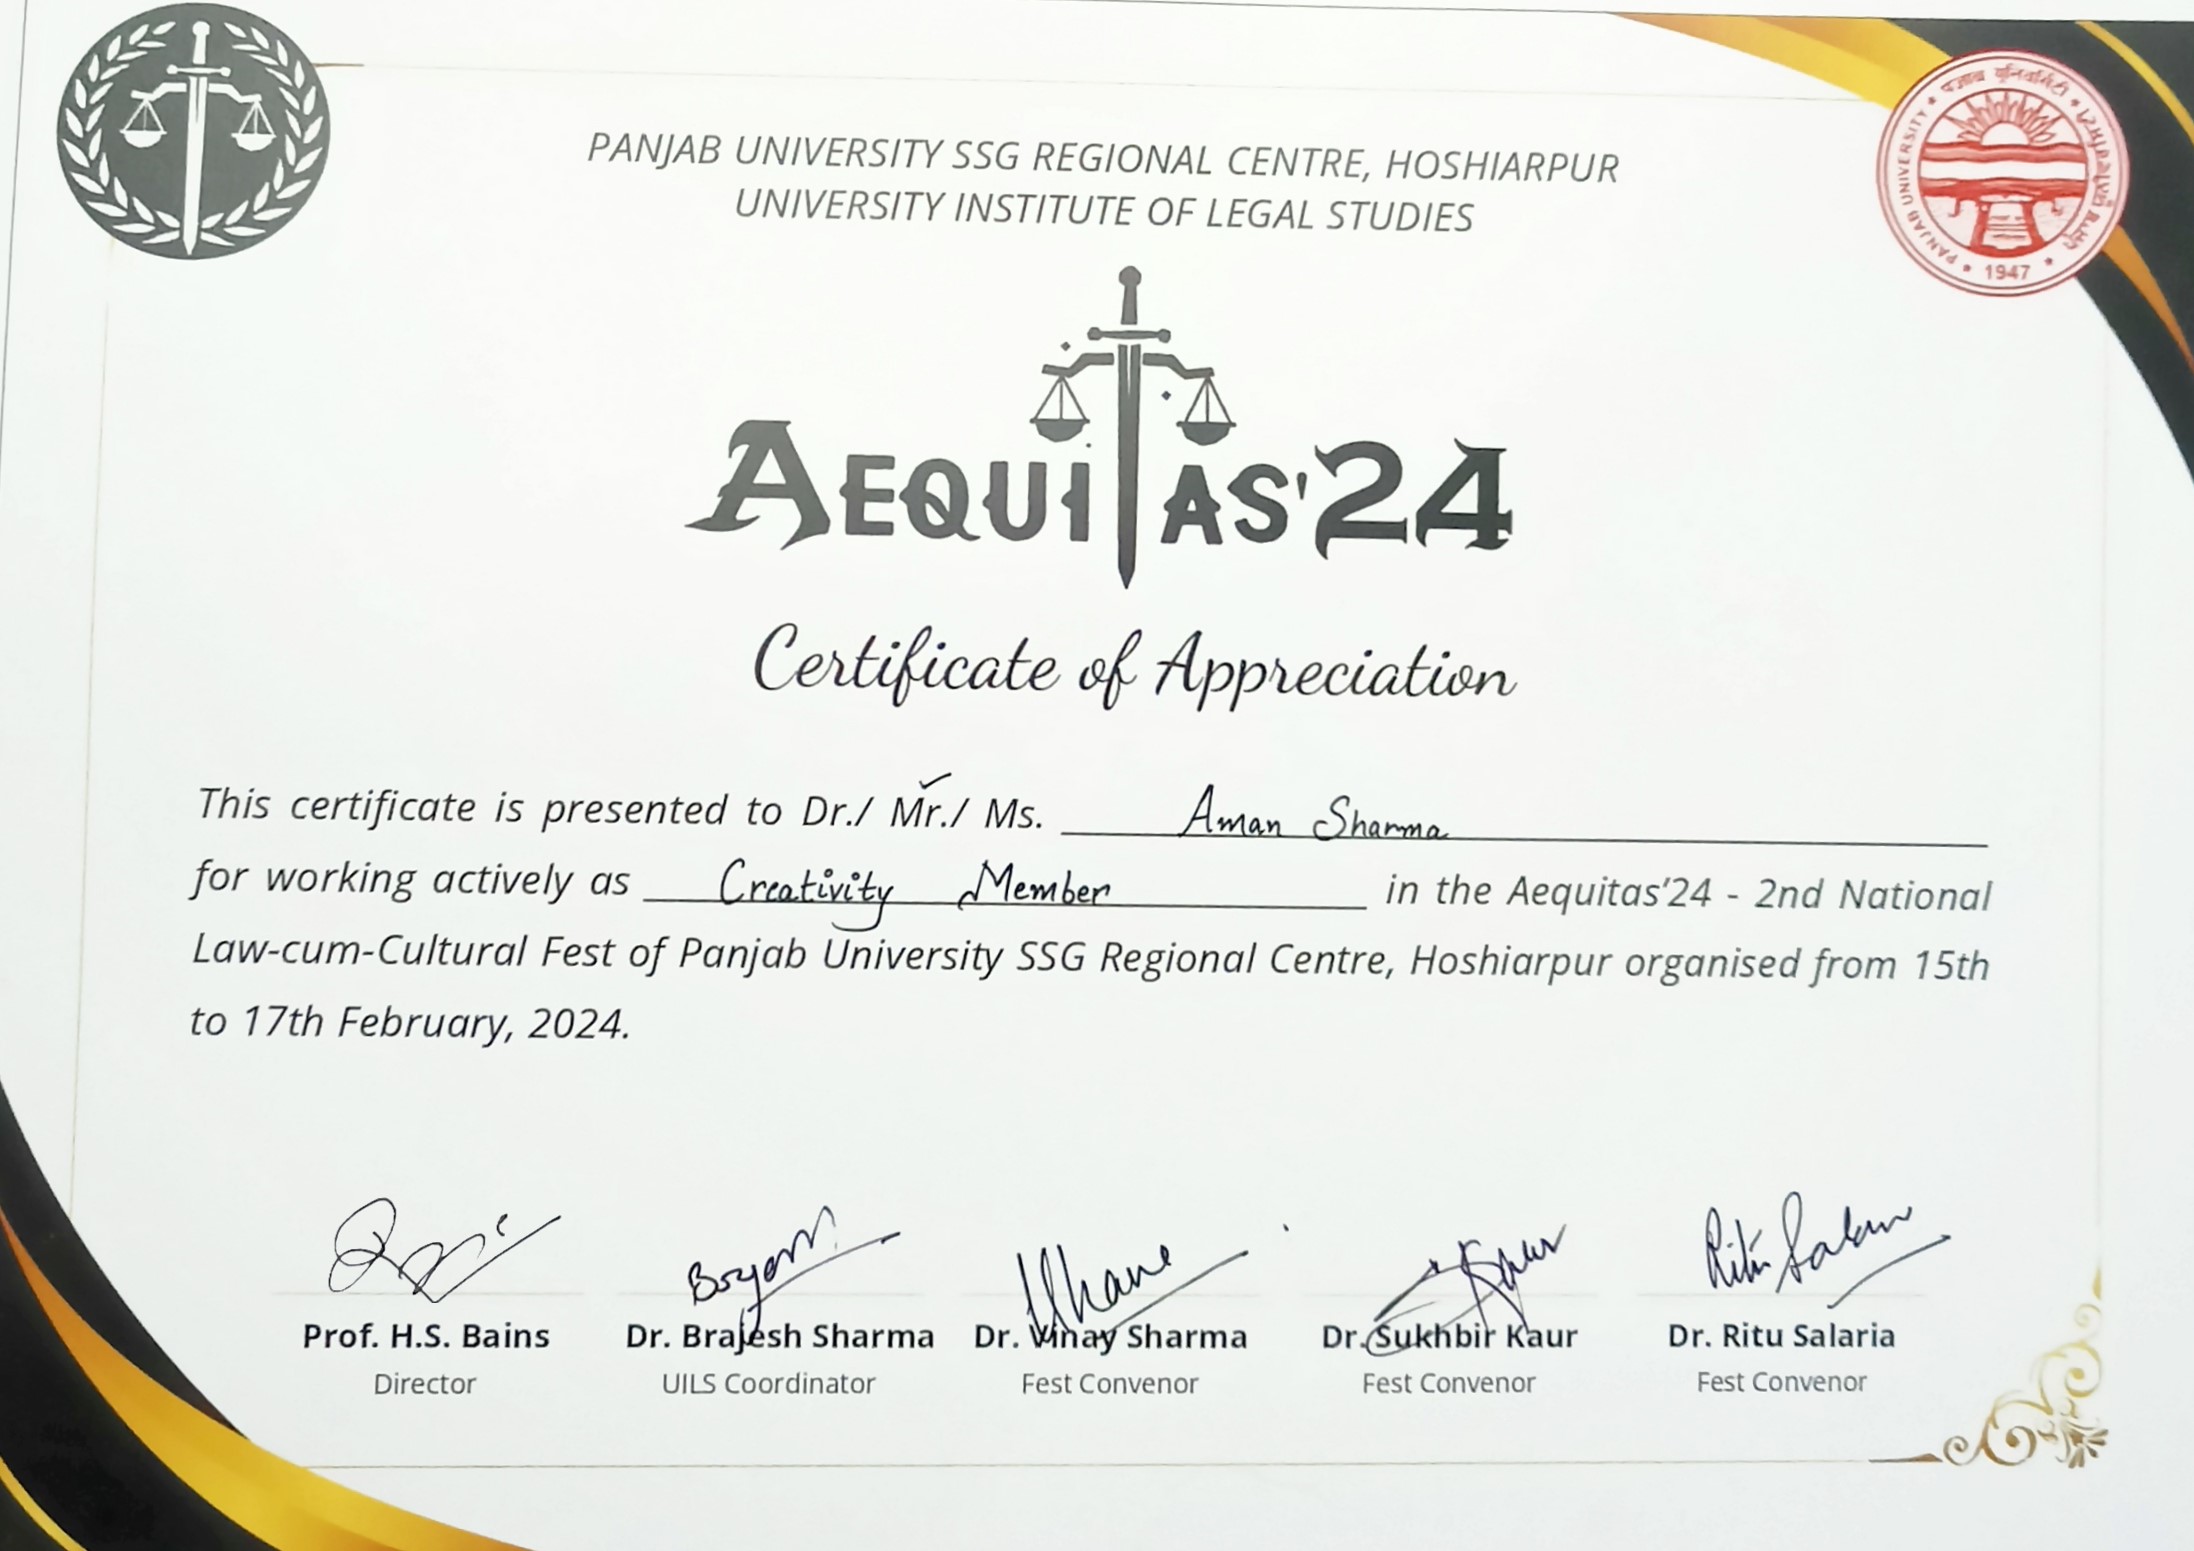 PANJAB UNIVERSITY SSG REGIONAL CENTRE, HOSHIARPUR
UNIVERSITY INSTITUTE OF LEGAL STUDIES
PANJAB UNIVERSITY
1947
AEQUITAS'24
Certificate of Appreciation
This certificate is presented to Dr./ Mr./ Ms. Aman Sharma
for working actively as Creativity Member in the Aequitas'24 - 2nd National
Law-cum-Cultural Fest of Panjab University SSG Regional Centre, Hoshiarpur organised from 15th
to 17th February, 2024.
Ritu Salaria
Prof. H.S. Bains Dr. Brajesh Sharma Dr. Vinay Sharma Dr. Sukhbir Kaur Dr. Ritu Salaria
Director UILS Coordinator Fest Convenor Fest Convenor Fest Convenor